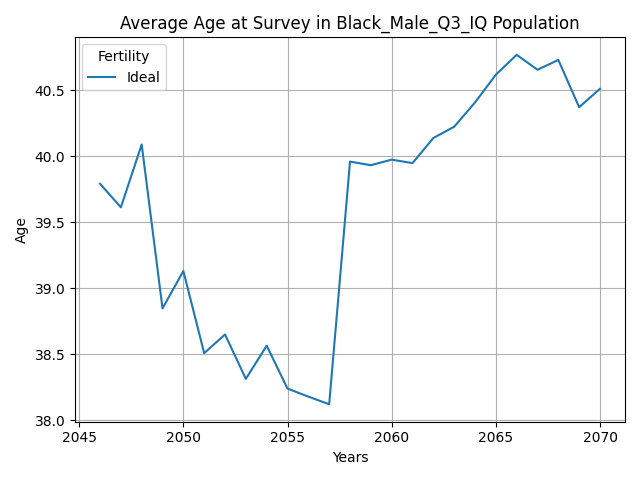 Average Age at Survey in Black_Male_Q3_IQ Population
Fertility
Ideal
40.5
40.0
39.5
39.0
38.5
38.0
Age
2045 2050 2055 2060 2065 2070
Years